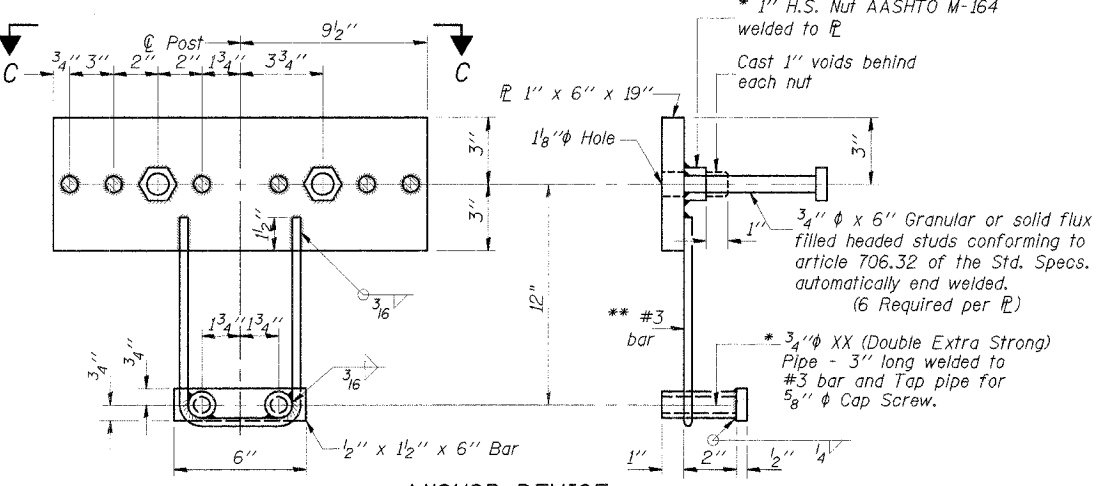 * 1" H.S. Nut AASHTO M-164
welded to ℄
℄ Post
9½"
C
C
¾" 3" 2" 2" 1¾" 3¾"
Cast 1" voids behind
each nut
℄ 1" x 6" x 19"
1⅛"ϕ Hole
3"
3"
3"
1½"
1"
¾" ϕ x 6" Granular or solid flux
filled headed studs conforming to
article 706.32 of the Std. Specs.
automatically end welded.
(6 Required per ℄)
3/16
12"
** #3
bar
1¾" 1¾"
¾"
¾"
3/16
* ¾"ϕ XX (Double Extra Strong)
Pipe - 3" long welded to
#3 bar and Tap pipe for
⅝" ϕ Cap Screw.
½" x 1½" x 6" Bar
6"
1" 2" ½"
¼